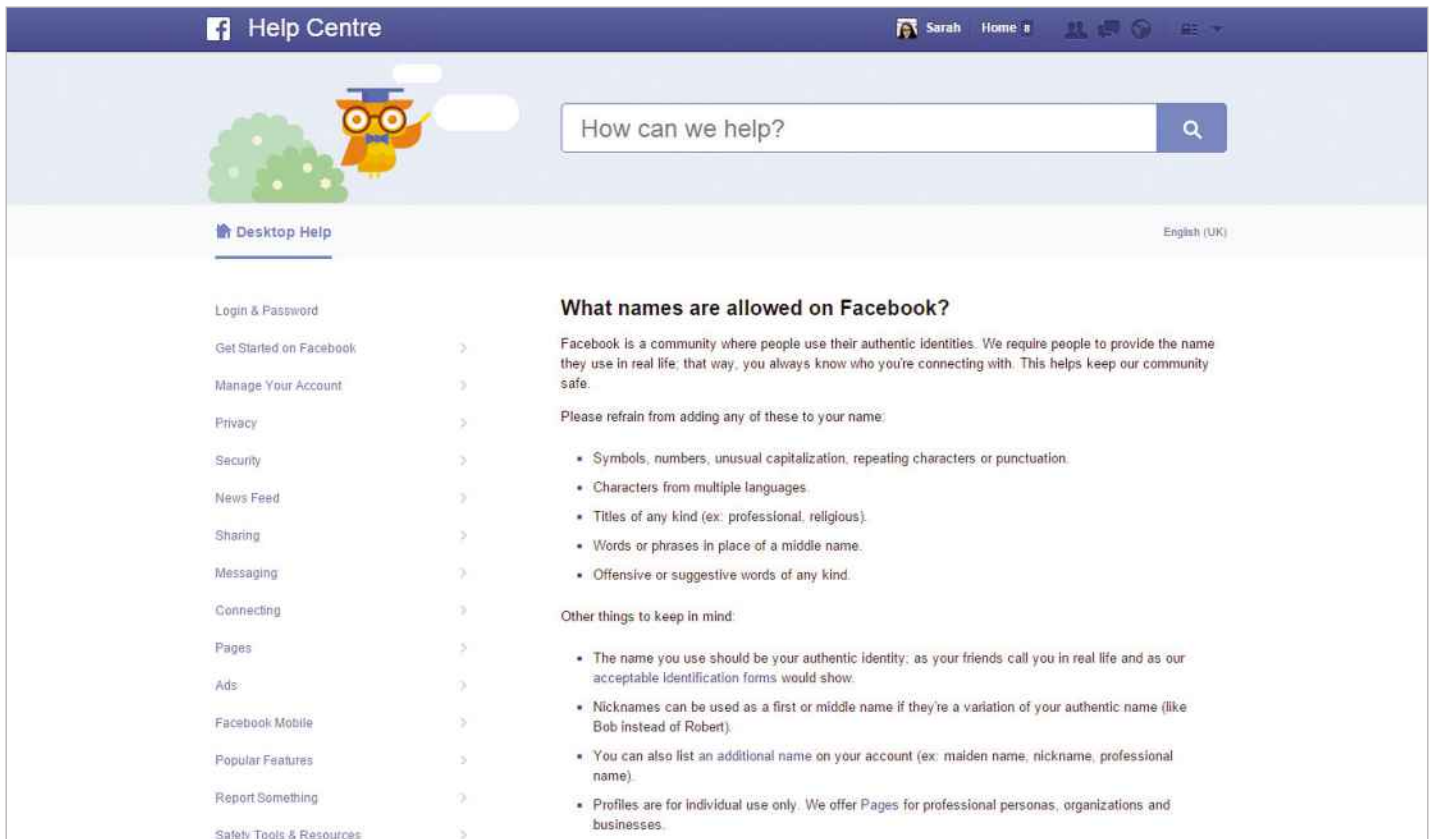 f Help Centre
Sarah Home 8
How can we help?
Desktop Help
English (UK)
Login & Password
Get Started on Facebook
Manage Your Account
Privacy
Security
News Feed
Sharing
Messaging
Connecting
Pages
Ads
Facebook Mobile
Popular Features
Report Something
Safety Tools & Resources
What names are allowed on Facebook?
Facebook is a community where people use their authentic identities. We require people to provide the name
they use in real life; that way, you always know who you're connecting with. This helps keep our community
safe.
Please refrain from adding any of these to your name:
• Symbols, numbers, unusual capitalization, repeating characters or punctuation.
• Characters from multiple languages.
• Titles of any kind (ex: professional, religious).
• Words or phrases in place of a middle name.
• Offensive or suggestive words of any kind.
Other things to keep in mind:
• The name you use should be your authentic identity; as your friends call you in real life and as our
acceptable identification forms would show.
• Nicknames can be used as a first or middle name if they're a variation of your authentic name (like
Bob instead of Robert).
• You can also list an additional name on your account (ex: maiden name, nickname, professional
name).
• Profiles are for individual use only. We offer Pages for professional personas, organizations and
businesses.